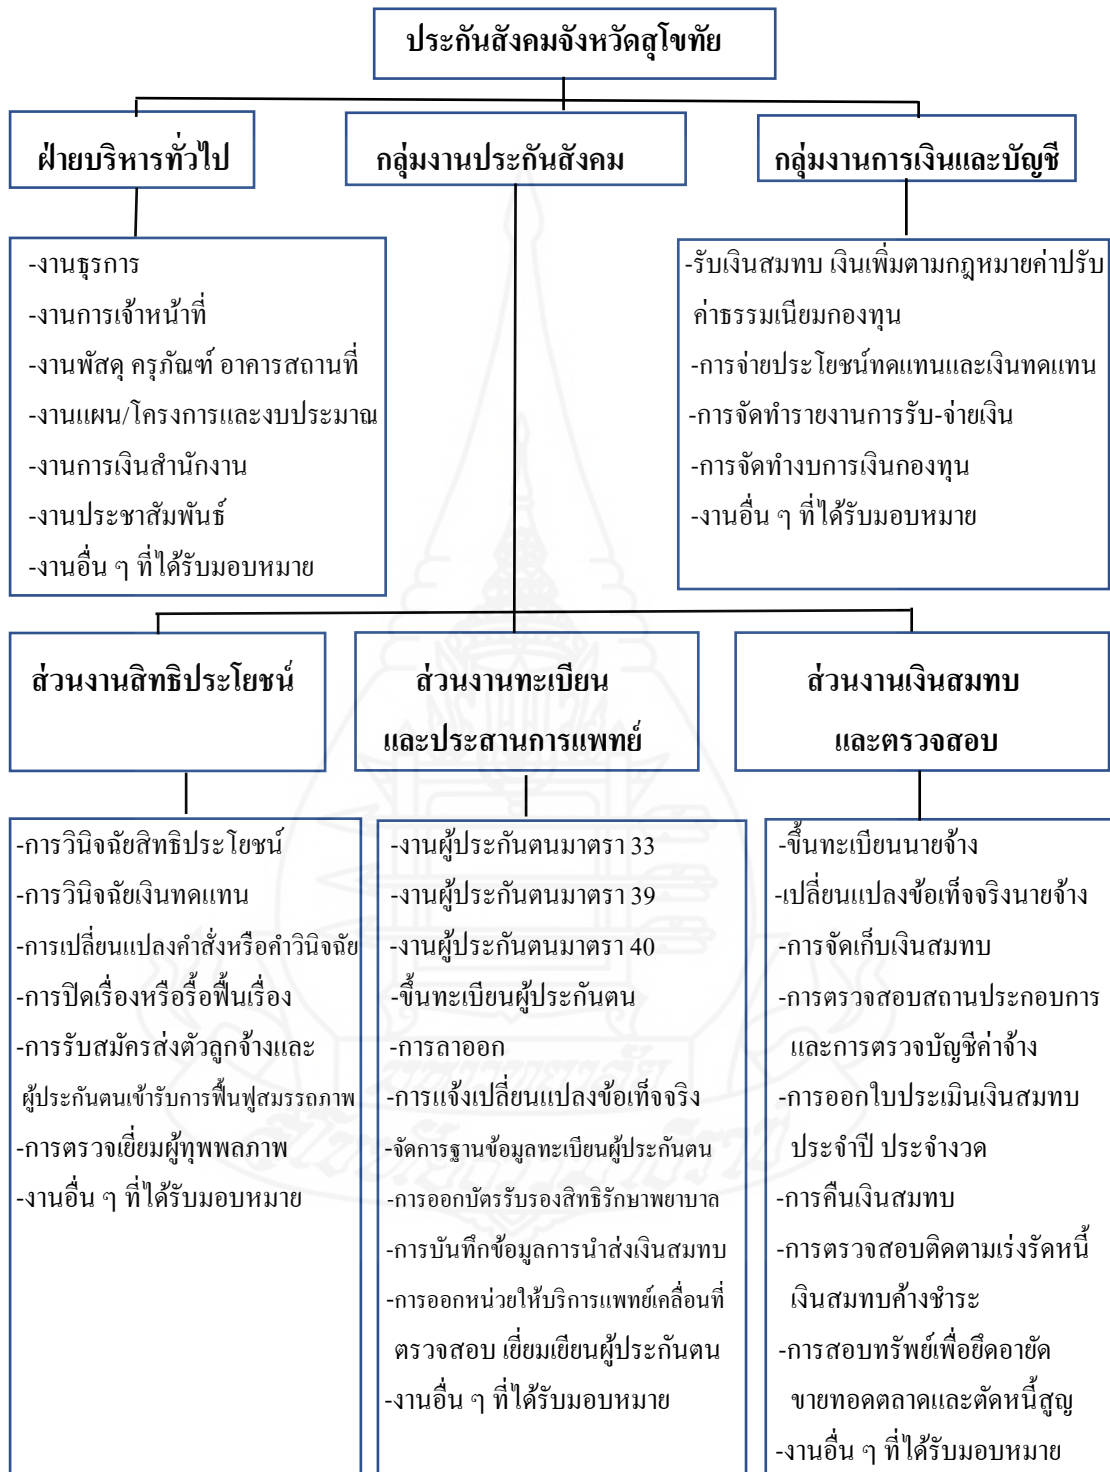 ประกันสังคมจังหวัดสุโขทัย
ฝ่ายบริหารทั่วไป
กลุ่มงานประกันสังคม
กลุ่มงานการเงินและบัญชี
-งานธุรการ
-งานการเจ้าหน้าที่
-งานพัสดุ ครุภัณฑ์ อาคารสถานที่
-งานแผน/โครงการและงบประมาณ
-งานการเงินสำนักงาน
-งานประชาสัมพันธ์
-งานอื่น ๆ ที่ได้รับมอบหมาย
-รับเงินสมทบ เงินเพิ่มตามกฎหมายค่าปรับ
ค่าธรรมเนียมกองทุน
-การจ่ายประโยชน์ทดแทนและเงินทดแทน
-การจัดทำรายงานการรับ-จ่ายเงิน
-การจัดทำงบการเงินกองทุน
-งานอื่น ๆ ที่ได้รับมอบหมาย
ส่วนงานสิทธิประโยชน์
ส่วนงานทะเบียน
และประสานการแพทย์
ส่วนงานเงินสมทบ
และตรวจสอบ
-การวินิจฉัยสิทธิประโยชน์
-การวินิจฉัยเงินทดแทน
-การเปลี่ยนแปลงคำสั่งหรือคำวินิจฉัย
-การปิดเรื่องหรือรื้อฟื้นเรื่อง
-การรับสมัครส่งตัวลูกจ้างและ
ผู้ประกันตนเข้ารับการฟื้นฟูสมรรถภาพ
-การตรวจเยี่ยมผู้ทุพพลภาพ
-งานอื่น ๆ ที่ได้รับมอบหมาย
-งานผู้ประกันตนมาตรา 33
-งานผู้ประกันตนมาตรา 39
-งานผู้ประกันตนมาตรา 40
-ขึ้นทะเบียนผู้ประกันตน
-การลาออก
-การแจ้งเปลี่ยนแปลงข้อเท็จจริง
-จัดการฐานข้อมูลทะเบียนผู้ประกันตน
-การออกบัตรรับรองสิทธิรักษาพยาบาล
-การบันทึกข้อมูลการนำส่งเงินสมทบ
-การออกหน่วยให้บริการแพทย์เคลื่อนที่
ตรวจสอบ เยี่ยมเยียนผู้ประกันตน
-งานอื่น ๆ ที่ได้รับมอบหมาย
-ขึ้นทะเบียนนายจ้าง
-เปลี่ยนแปลงข้อเท็จจริงนายจ้าง
-การจัดเก็บเงินสมทบ
-การตรวจสอบสถานประกอบการ
และการตรวจบัญชีค่าจ้าง
-การออกใบประเมินเงินสมทบ
ประจำปี ประจำงวด
-การคืนเงินสมทบ
-การตรวจสอบติดตามเร่งรัดหนี้
เงินสมทบค้างชำระ
-การสอบทรัพย์เพื่อยึดอายัด
ขายทอดตลาดและตัดหนี้สูญ
-งานอื่น ๆ ที่ได้รับมอบหมาย